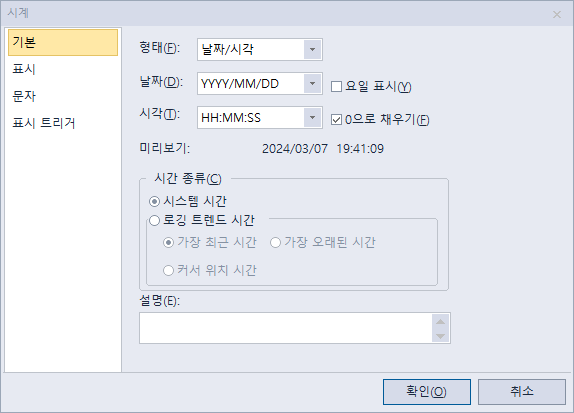 시계
기본
표시
문자
표시 트리거
형태(F): 날짜/시각
날짜(D): YYYY/MM/DD 요일 표시(Y)
시각(T): HH:MM:SS 0으로 채우기(F)
미리보기: 2024/03/07 19:41:09
시간 종류(C)
시스템 시간
로깅 트렌드 시간
가장 최근 시간 가장 오래된 시간
커서 위치 시간
설명(E):
확인(O) 취소